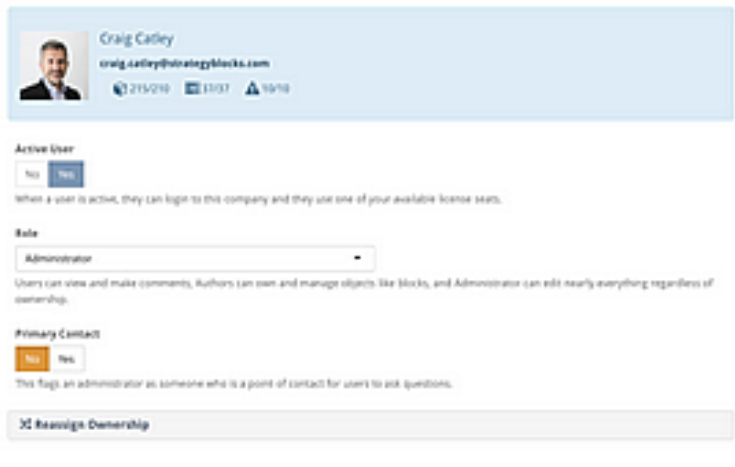 Craig Catley
craig.catley@strategyblocks.com
215/210 37/37 10/10
Active User
No Yes
When a user is active, they can login to this company and they use one of your available license seats.
Role
Administrator
Users can view and make comments, Authors can own and manage objects like blocks, and Administrator can edit nearly everything regardless of
ownership.
Primary Contact
No Yes
This flags an administrator as someone who is a point of contact for users to ask questions.
Reassign Ownership